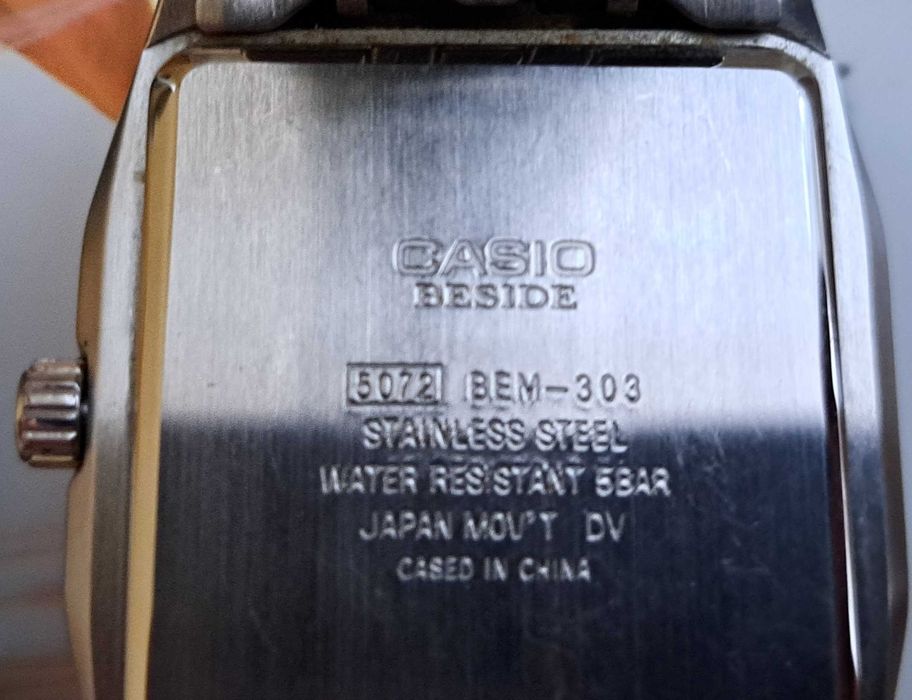 CASIO
BESIDE
5072 BEM-303
STAINLESS STEEL
WATER RESISTANT 5BAR
JAPAN MOV'T DV
CASED IN CHINA